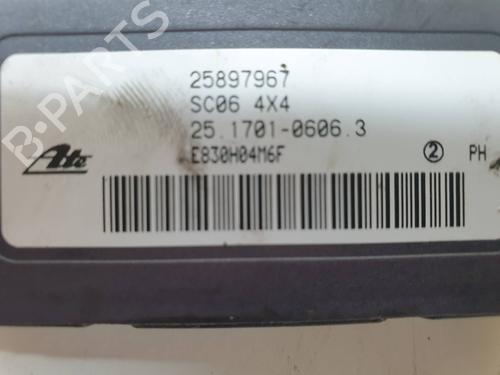 B-PARTS
25897967
SC06 4X4
25.1701-0606.3
E830H04M6F
Ate
② PH